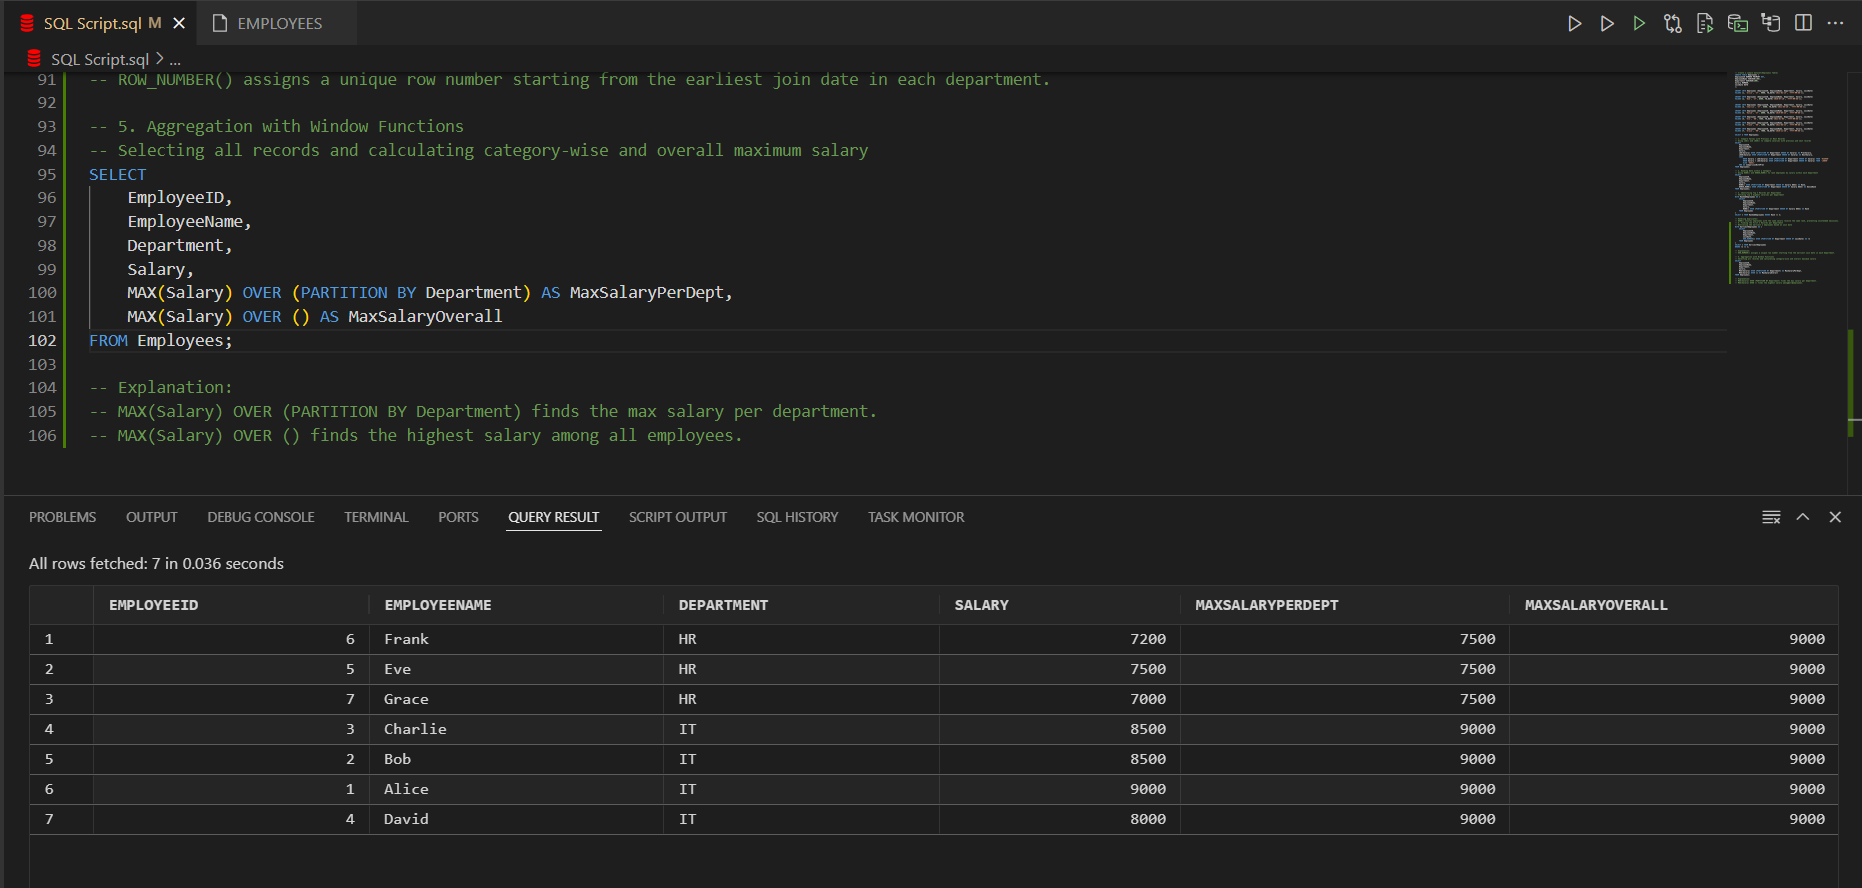 SQL Script.sql M EMPLOYEES
SQL Script.sql > ...
91 -- ROW_NUMBER() assigns a unique row number starting from the earliest join date in each department.
92
93 -- 5. Aggregation with Window Functions
94 -- Selecting all records and calculating category-wise and overall maximum salary
95 SELECT
96 EmployeeID,
97 EmployeeName,
98 Department,
99 Salary,
100 MAX(Salary) OVER (PARTITION BY Department) AS MaxSalaryPerDept,
101 MAX(Salary) OVER () AS MaxSalaryOverall
102 FROM Employees;
103
104 -- Explanation:
105 -- MAX(Salary) OVER (PARTITION BY Department) finds the max salary per department.
106 -- MAX(Salary) OVER () finds the highest salary among all employees.
PROBLEMS OUTPUT DEBUG CONSOLE TERMINAL PORTS QUERY RESULT SCRIPT OUTPUT SQL HISTORY TASK MONITOR
All rows fetched: 7 in 0.036 seconds
EMPLOYEEID EMPLOYEENAME DEPARTMENT SALARY MAXSALARYPERDEPT MAXSALARYOVERALL
1 6 Frank HR 7200 7500 9000
2 5 Eve HR 7500 7500 9000
3 7 Grace HR 7000 7500 9000
4 3 Charlie IT 8500 9000 9000
5 2 Bob IT 8500 9000 9000
6 1 Alice IT 9000 9000 9000
7 4 David IT 8000 9000 9000